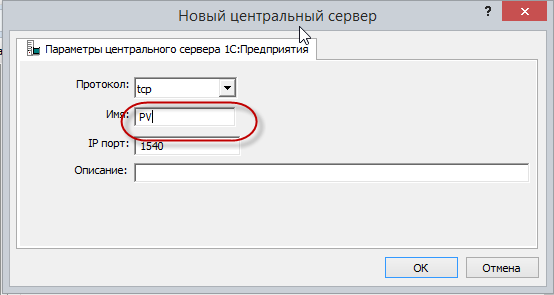 Новый центральный сервер
?
Параметры центрального сервера 1С:Предприятия
Протокол: tcp
Имя: PV
IP порт: 1540
Описание:
OK
Отмена